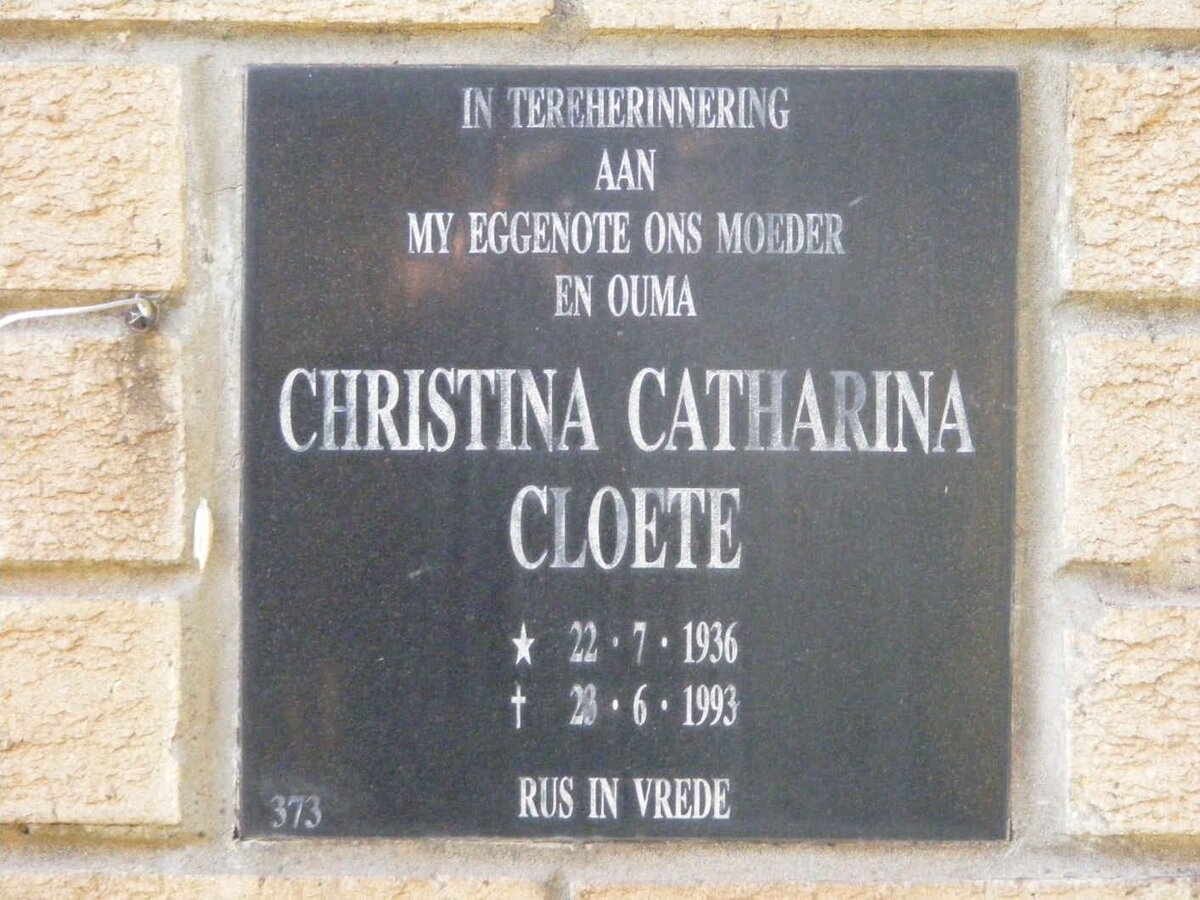 IN TEREHERINNERING
AAN
MY EGGENOTE ONS MOEDER
EN OUMA
CHRISTINA CATHARINA
CLOETE
★ 22 · 7 · 1936
† 23 · 6 · 1993
RUS IN VREDE
373